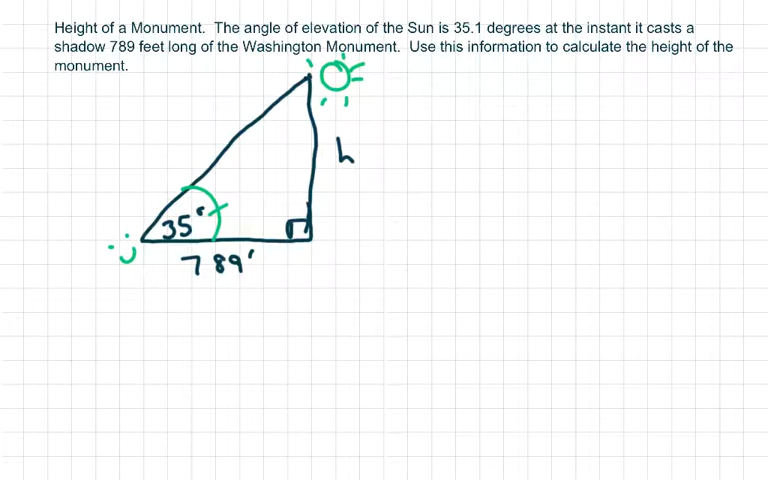 Height of a Monument. The angle of elevation of the Sun is 35.1 degrees at the instant it casts a
shadow 789 feet long of the Washington Monument. Use this information to calculate the height of the
monument.
h
35°
789'